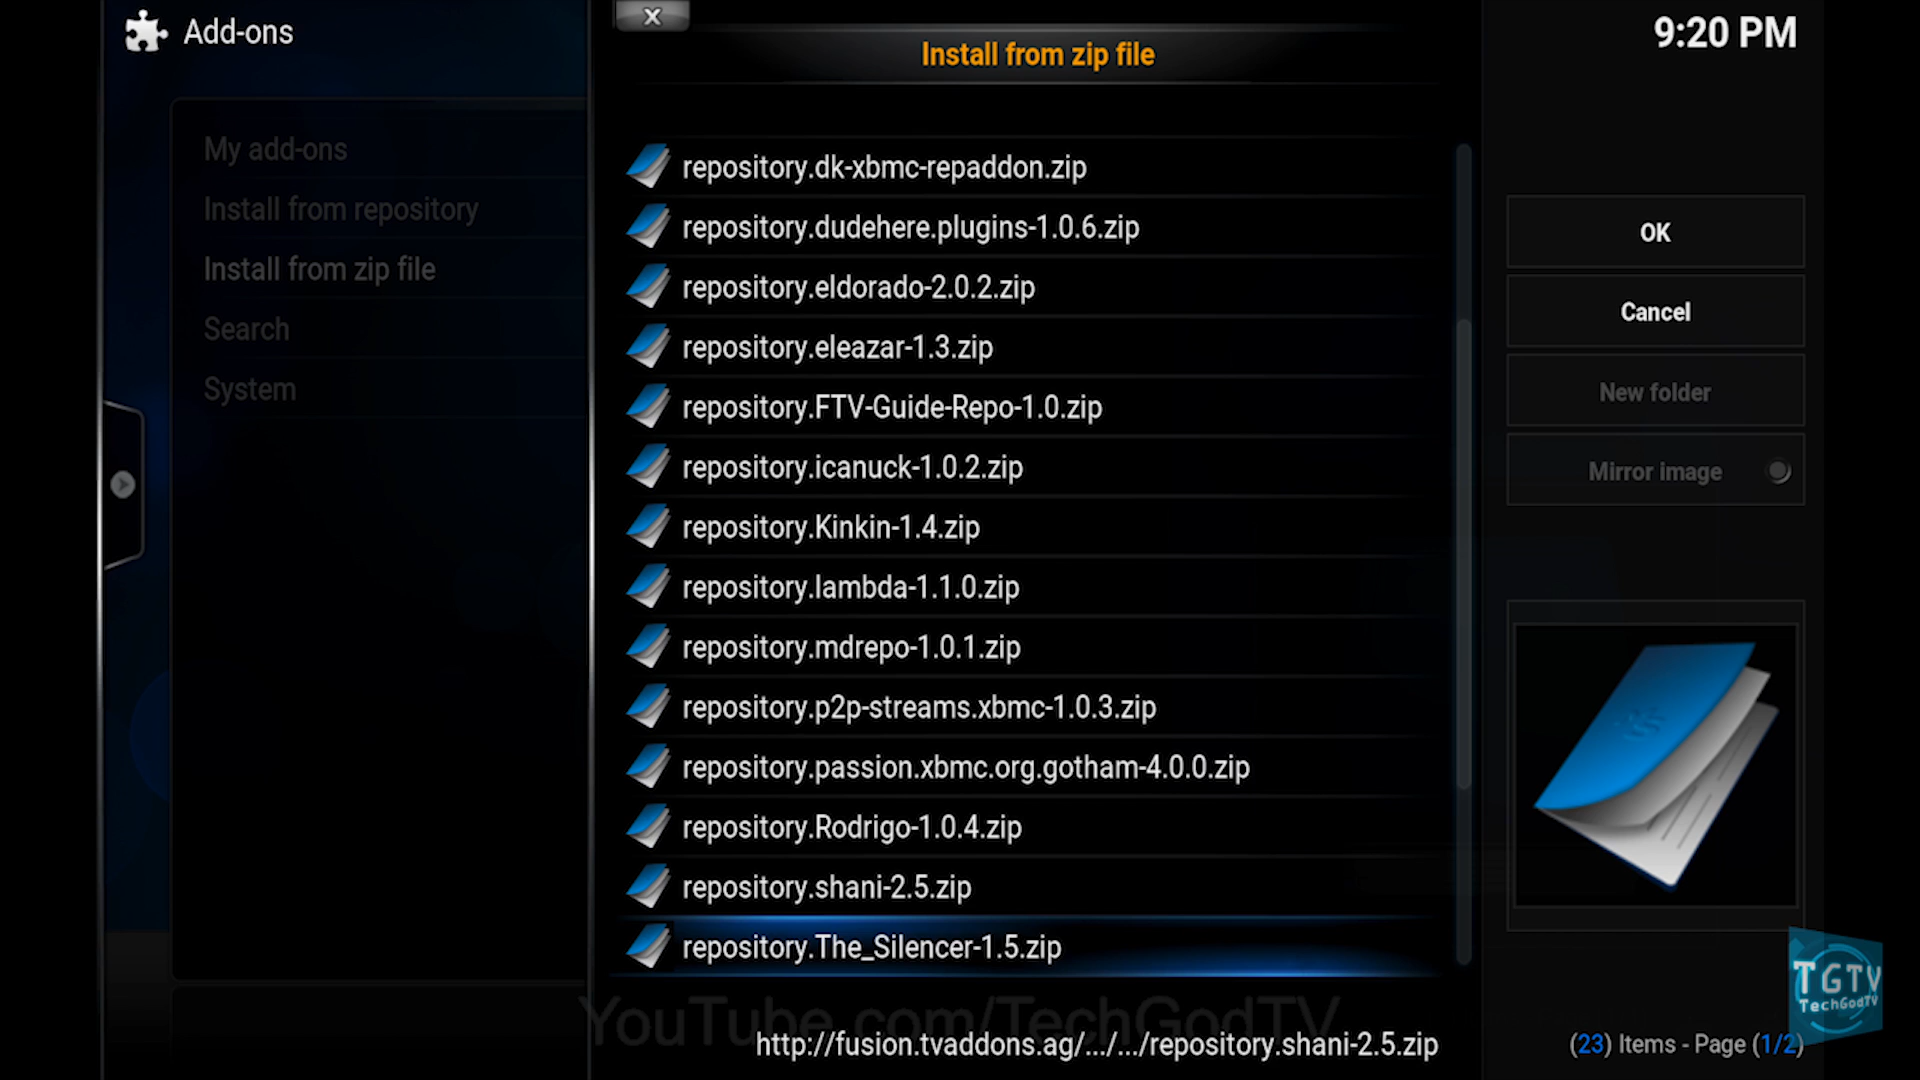 Add-ons
X
Install from zip file
9:20 PM
My add-ons
Install from repository
Install from zip file
Search
System
repository.dk-xbmc-repaddon.zip
repository.dudehere.plugins-1.0.6.zip
repository.eldorado-2.0.2.zip
repository.eleazar-1.3.zip
repository.FTV-Guide-Repo-1.0.zip
repository.icanuck-1.0.2.zip
repository.Kinkin-1.4.zip
repository.lambda-1.1.0.zip
repository.mdrepo-1.0.1.zip
repository.p2p-streams.xbmc-1.0.3.zip
repository.passion.xbmc.org.gotham-4.0.0.zip
repository.Rodrigo-1.0.4.zip
repository.shani-2.5.zip
repository.The_Silencer-1.5.zip
OK
Cancel
New folder
Mirror image
TGTV
TechGodTV
YouTube.com/TechGodTV
http://fusion.tvaddons.ag/.../.../repository.shani-2.5.zip
(23) Items - Page (1/2)